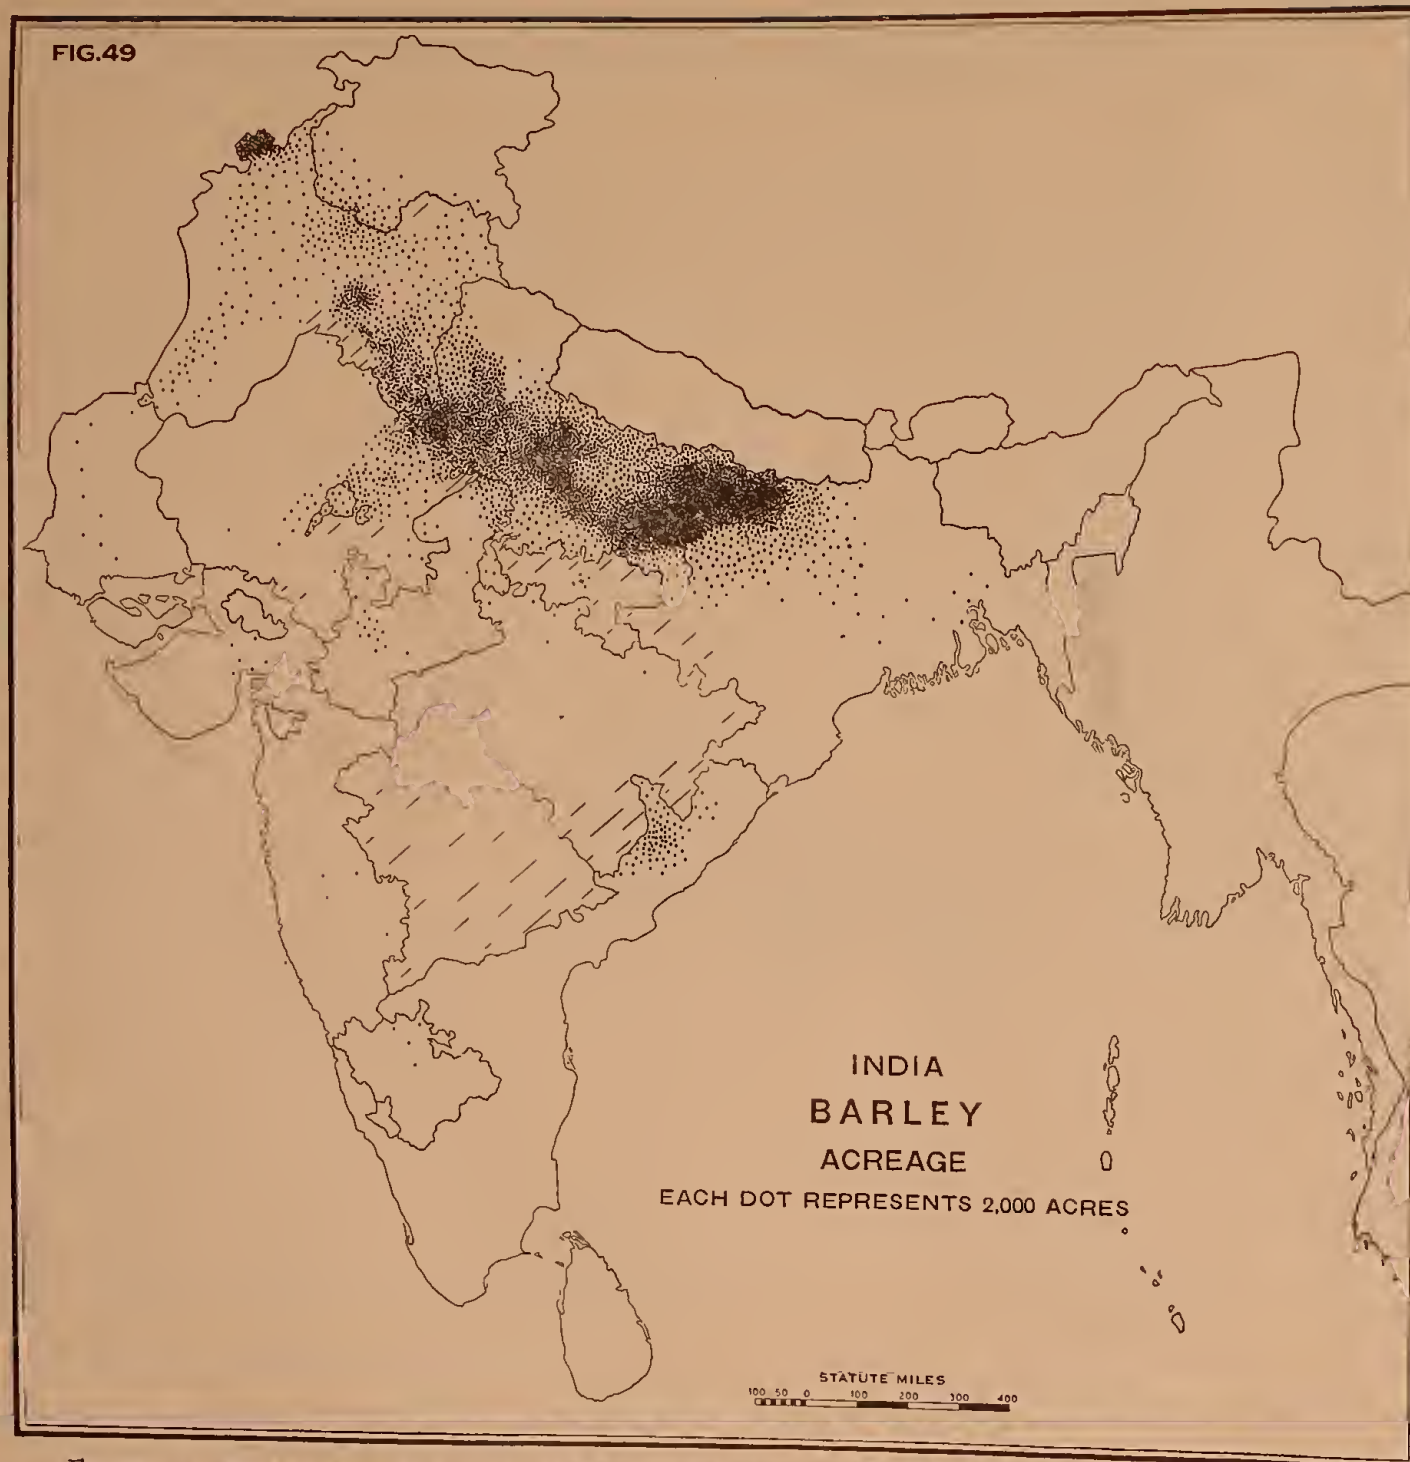 FIG.49
INDIA
BARLEY
ACREAGE
EACH DOT REPRESENTS 2,000 ACRES
STATUTE MILES
100 50 0 100 200 300 400